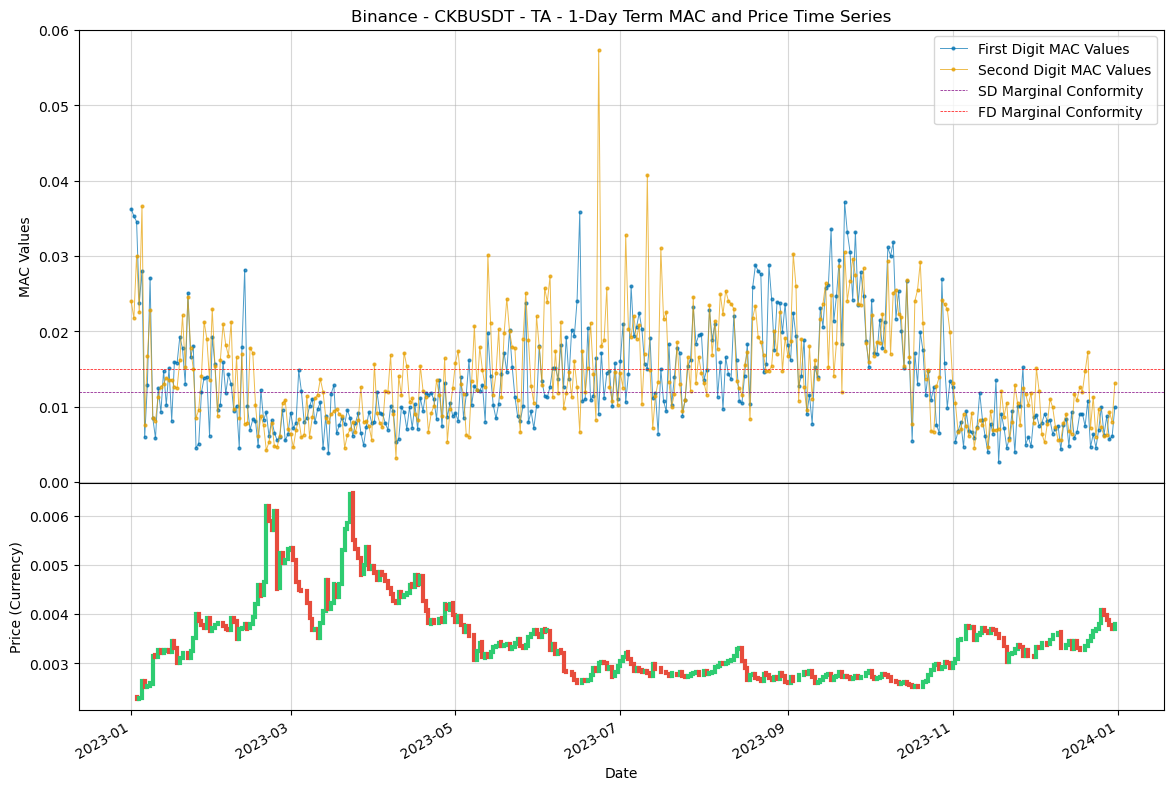 Binance - CKBUSDT - TA - 1-Day Term MAC and Price Time Series
First Digit MAC Values
Second Digit MAC Values
SD Marginal Conformity
FD Marginal Conformity
MAC Values
0.06
0.05
0.04
0.03
0.02
0.01
0.00
Price (Currency)
0.006
0.005
0.004
0.003
2023-01
2023-03
2023-05
2023-07
2023-09
2023-11
2024-01
Date